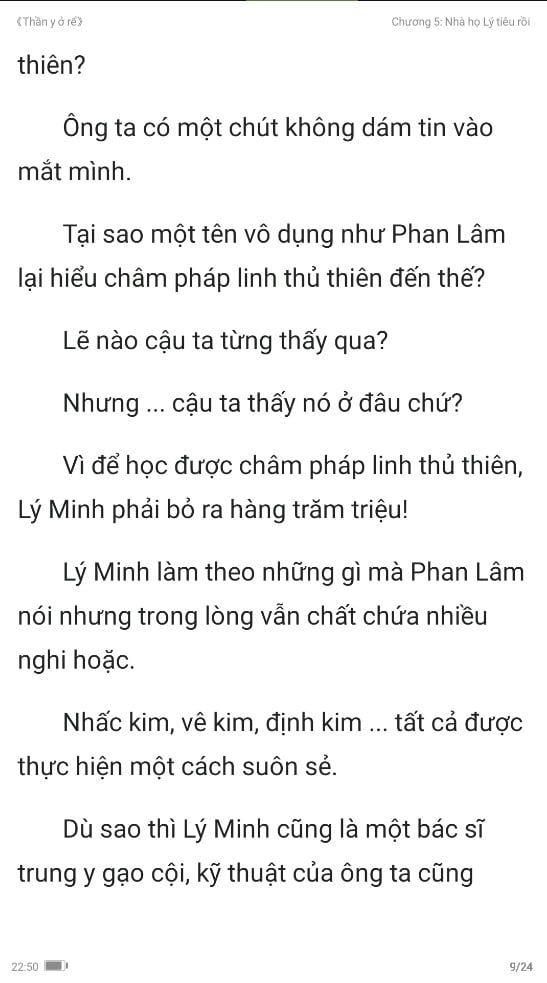 《Thần y ở rể》
Chương 5: Nhà họ Lý tiêu rồi
thiên?
Ông ta có một chút không dám tin vào
mắt mình.
Tại sao một tên vô dụng như Phan Lâm
lại hiểu châm pháp linh thủ thiên đến thế?
Lẽ nào cậu ta từng thấy qua?
Nhưng ... cậu ta thấy nó ở đâu chứ?
Vì để học được châm pháp linh thủ thiên,
Lý Minh phải bỏ ra hàng trăm triệu!
Lý Minh làm theo những gì mà Phan Lâm
nói nhưng trong lòng vẫn chất chứa nhiều
nghi hoặc.
Nhấc kim, vê kim, định kim ... tất cả được
thực hiện một cách suôn sẻ.
Dù sao thì Lý Minh cũng là một bác sĩ
trung y gạo cội, kỹ thuật của ông ta cũng
22:50
9/24